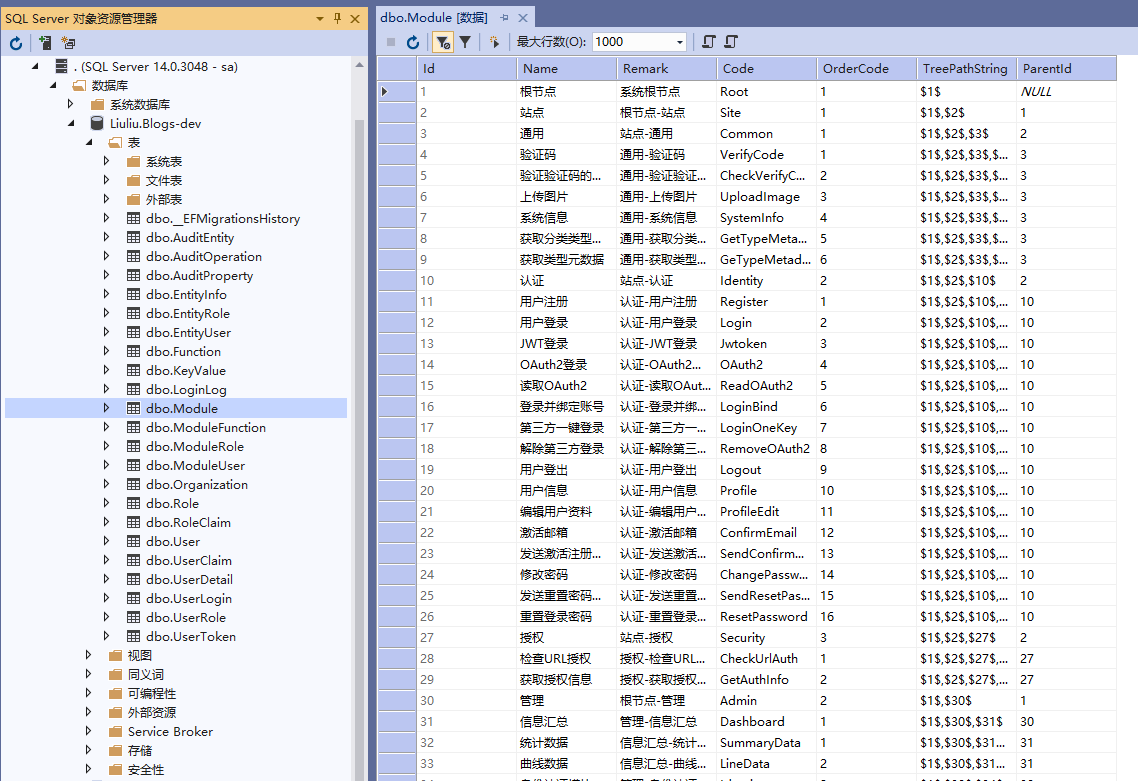 SQL Server 对象资源管理器
. (SQL Server 14.0.3048 - sa)
数据库
系统数据库
Liuliu.Blogs-dev
表
系统表
文件表
外部表
dbo.__EFMigrationsHistory
dbo.AuditEntity
dbo.AuditOperation
dbo.AuditProperty
dbo.EntityInfo
dbo.EntityRole
dbo.EntityUser
dbo.Function
dbo.KeyValue
dbo.LoginLog
dbo.Module
dbo.ModuleFunction
dbo.ModuleRole
dbo.ModuleUser
dbo.Organization
dbo.Role
dbo.RoleClaim
dbo.User
dbo.UserClaim
dbo.UserDetail
dbo.UserLogin
dbo.UserRole
dbo.UserToken
视图
同义词
可编程性
外部资源
Service Broker
存储
安全性
dbo.Module [数据]
最大行数(O): 1000
Id Name Remark Code OrderCode TreePathString ParentId
1 根节点 系统根节点 Root 1 $1$ NULL
2 站点 根节点-站点 Site 1 $1$,$2$ 1
3 通用 站点-通用 Common 1 $1$,$2$,$3$ 2
4 验证码 通用-验证码 VerifyCode 1 $1$,$2$,$3$,$... 3
5 验证验证码的... 通用-验证验证... CheckVerifyC... 2 $1$,$2$,$3$,$... 3
6 上传图片 通用-上传图片 UploadImage 3 $1$,$2$,$3$,$... 3
7 系统信息 通用-系统信息 SystemInfo 4 $1$,$2$,$3$,$... 3
8 获取分类类型... 通用-获取分类... GetTypeMeta... 5 $1$,$2$,$3$,$... 3
9 获取类型元数据 通用-获取类型... GeTypeMetad... 6 $1$,$2$,$3$,$... 3
10 认证 站点-认证 Identity 2 $1$,$2$,$10$ 2
11 用户注册 认证-用户注册 Register 1 $1$,$2$,$10$,... 10
12 用户登录 认证-用户登录 Login 2 $1$,$2$,$10$,... 10
13 JWT登录 认证-JWT登录 Jwtoken 3 $1$,$2$,$10$,... 10
14 OAuth2登录 认证-OAuth2... OAuth2 4 $1$,$2$,$10$,... 10
15 读取OAuth2 认证-读取OAut... ReadOAuth2 5 $1$,$2$,$10$,... 10
16 登录并绑定账号 认证-登录并绑... LoginBind 6 $1$,$2$,$10$,... 10
17 第三方一键登录 认证-第三方一... LoginOneKey 7 $1$,$2$,$10$,... 10
18 解除第三方登录 认证-解除第三... RemoveOAuth2 8 $1$,$2$,$10$,... 10
19 用户登出 认证-用户登出 Logout 9 $1$,$2$,$10$,... 10
20 用户信息 认证-用户信息 Profile 10 $1$,$2$,$10$,... 10
21 编辑用户资料 认证-编辑用户... ProfileEdit 11 $1$,$2$,$10$,... 10
22 激活邮箱 认证-激活邮箱 ConfirmEmail 12 $1$,$2$,$10$,... 10
23 发送激活注册... 认证-发送激活... SendConfirm... 13 $1$,$2$,$10$,... 10
24 修改密码 认证-修改密码 ChangePassw... 14 $1$,$2$,$10$,... 10
25 发送重置密码... 认证-发送重置... SendResetPas... 15 $1$,$2$,$10$,... 10
26 重置登录密码 认证-重置登录... ResetPassword 16 $1$,$2$,$10$,... 10
27 授权 站点-授权 Security 3 $1$,$2$,$27$ 2
28 检查URL授权 授权-检查URL... CheckUrlAuth 1 $1$,$2$,$27$,... 27
29 获取授权信息 授权-获取授权... GetAuthInfo 2 $1$,$2$,$27$,... 27
30 管理 根节点-管理 Admin 2 $1$,$30$ 1
31 信息汇总 管理-信息汇总 Dashboard 1 $1$,$30$,$31$ 30
32 统计数据 信息汇总-统计... SummaryData 1 $1$,$30$,$31... 31
33 曲线数据 信息汇总-曲线... LineData 2 $1$,$30$,$31... 31